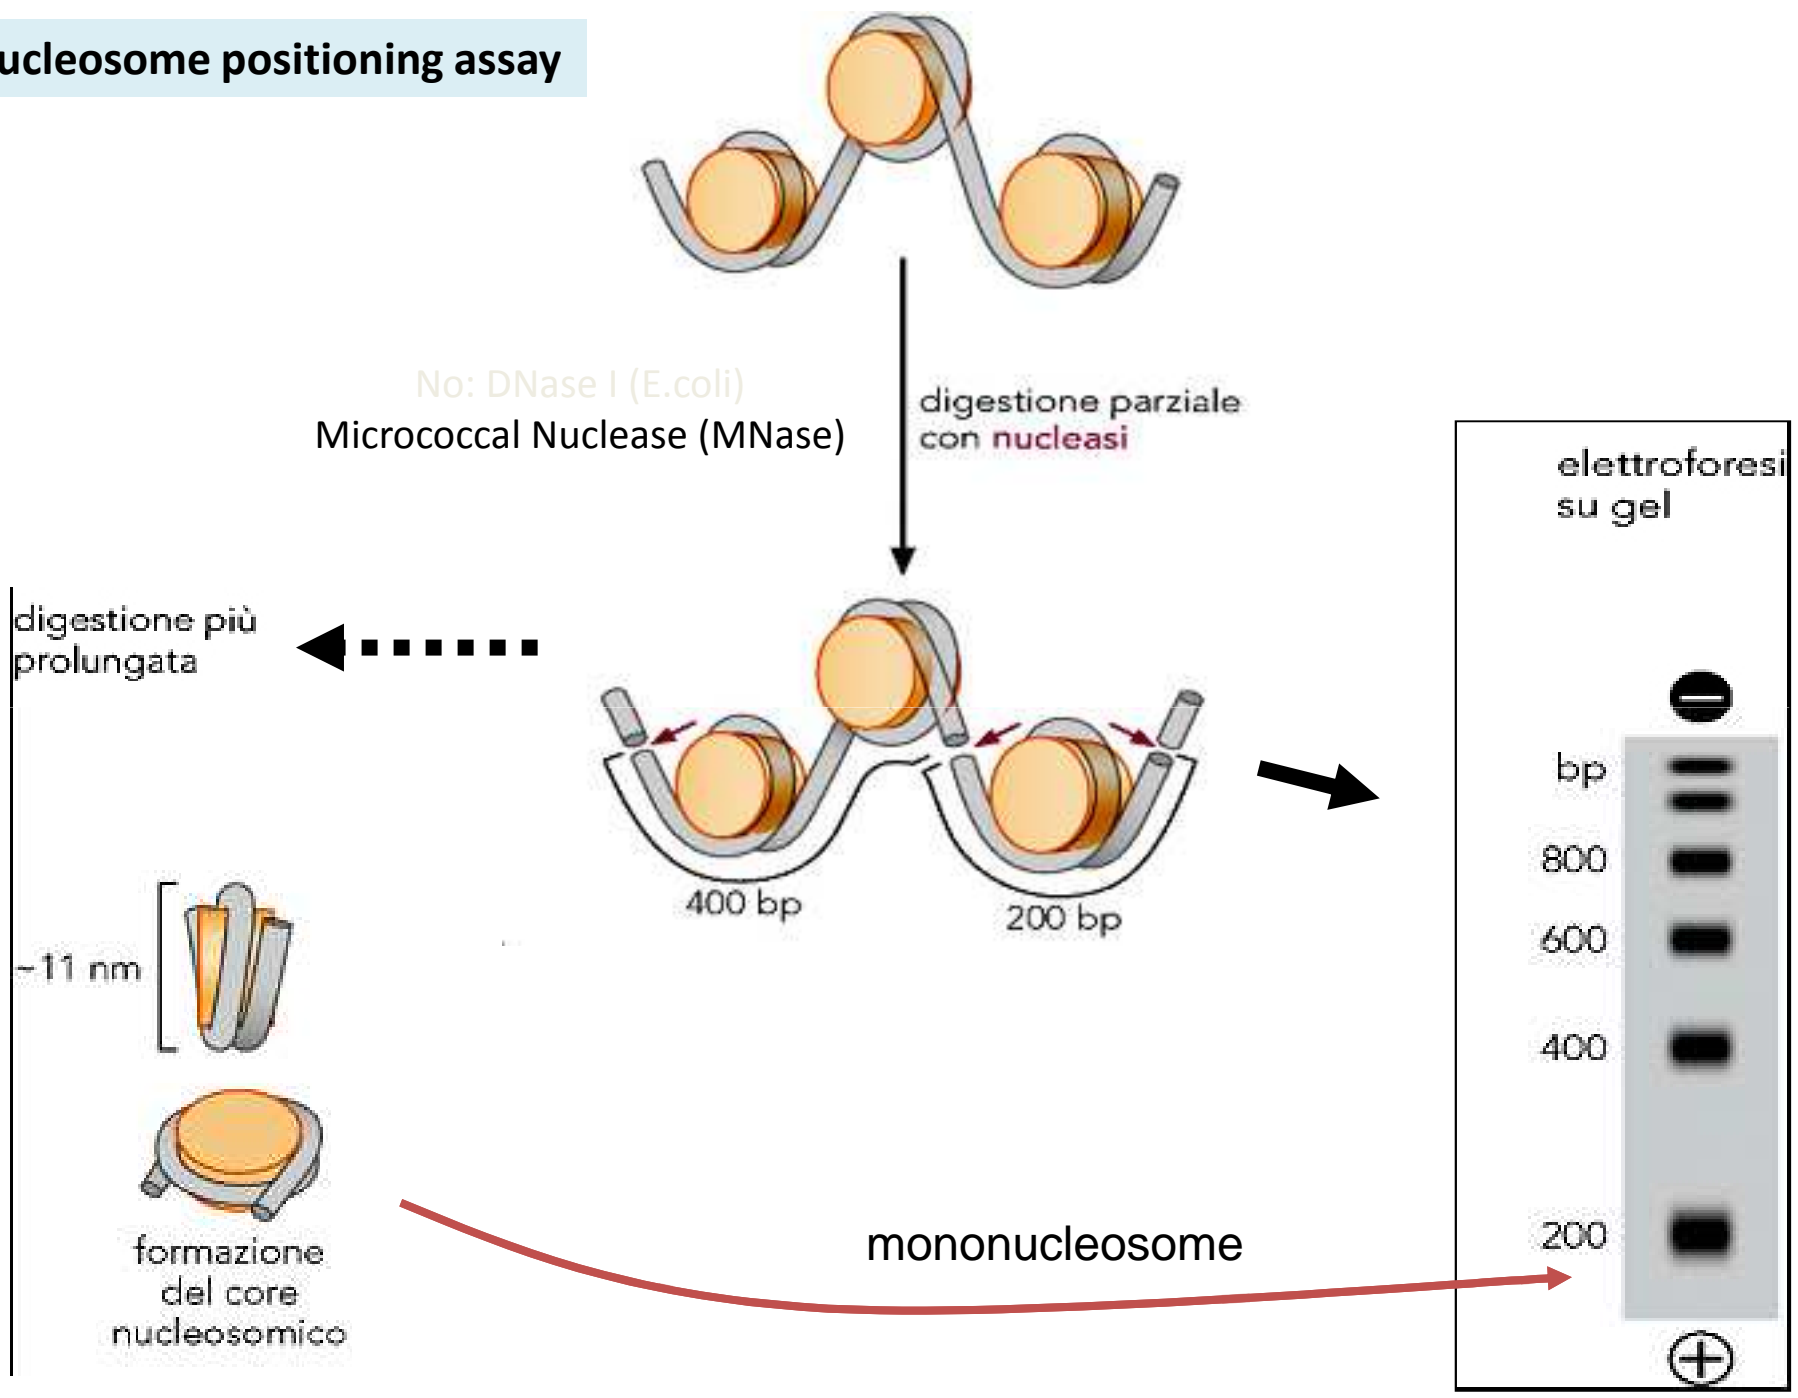 ucleosome positioning assay
No: DNase I (E.coli)
Micrococcal Nuclease (MNase)
digestione parziale
con nucleasi
elettroforesi
su gel
digestione più
prolungata
−
bp
800
600
400
200
+
400 bp
200 bp
~11 nm
formazione
del core
nucleosomico
mononucleosome